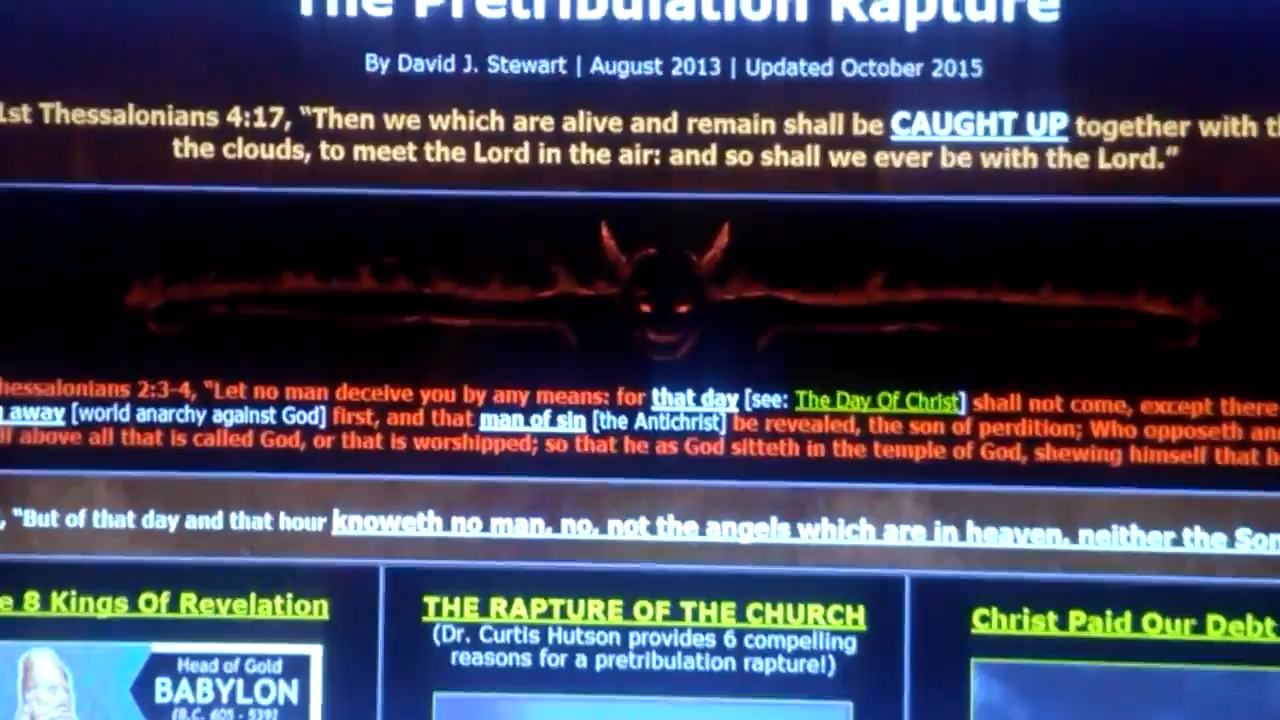 The Pretribulation Rapture
By David J. Stewart | August 2013 | Updated October 2015
1st Thessalonians 4:17, “Then we which are alive and remain shall be CAUGHT UP together with
the clouds, to meet the Lord in the air: and so shall we ever be with the Lord.”
hessalonians 2:3-4, “Let no man deceive you by any means: for that day [see: The Day Of Christ] shall not come, except there
away [world anarchy against God] first, and that man of sin [the Antichrist] be revealed, the son of perdition; Who opposeth an
ll above all that is called God, or that is worshipped; so that he as God sitteth in the temple of God, shewing himself that h
, “But of that day and that hour knoweth no man, no, not the angels which are in heaven, neither the Son
e 8 Kings Of Revelation
THE RAPTURE OF THE CHURCH
Christ Paid Our Debt
(Dr. Curtis Hutson provides 6 compelling
reasons for a pretribulation rapture!)
Head of Gold
BABYLON
(B.C. 605 - 539)